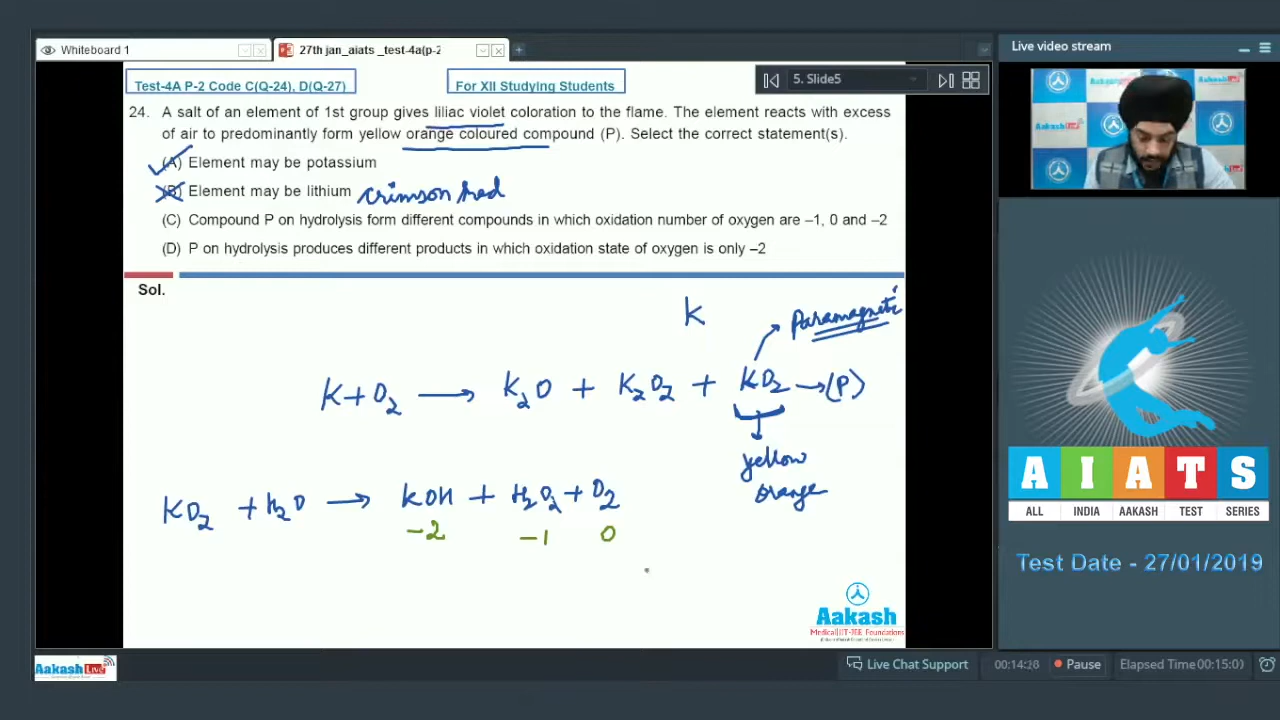 Whiteboard 1
27th jan_aiats _test-4a(p-2
Live video stream
Test-4A P-2 Code C(Q-24), D(Q-27)
For XII Studying Students
5. Slide5
24. A salt of an element of 1st group gives liliac violet coloration to the flame. The element reacts with excess
of air to predominantly form yellow orange coloured compound (P). Select the correct statement(s).
(A) Element may be potassium
(B) Element may be lithium crimson red
(C) Compound P on hydrolysis form different compounds in which oxidation number of oxygen are –1, 0 and –2
(D) P on hydrolysis produces different products in which oxidation state of oxygen is only –2
Sol.
K
Paramagnetic
K + O2 → K2O + K2O2 + KO2 → (P)
yellow
orange
KO2 + H2O → KOH + H2O2 + O2
-2 -1 0
Aakash
Medical|IIT-JEE|Foundations
AIATS
ALL INDIA AAKASH TEST SERIES
Test Date - 27/01/2019
Aakash Live
Live Chat Support
00:14:28
Pause
Elapsed Time 00:15:0